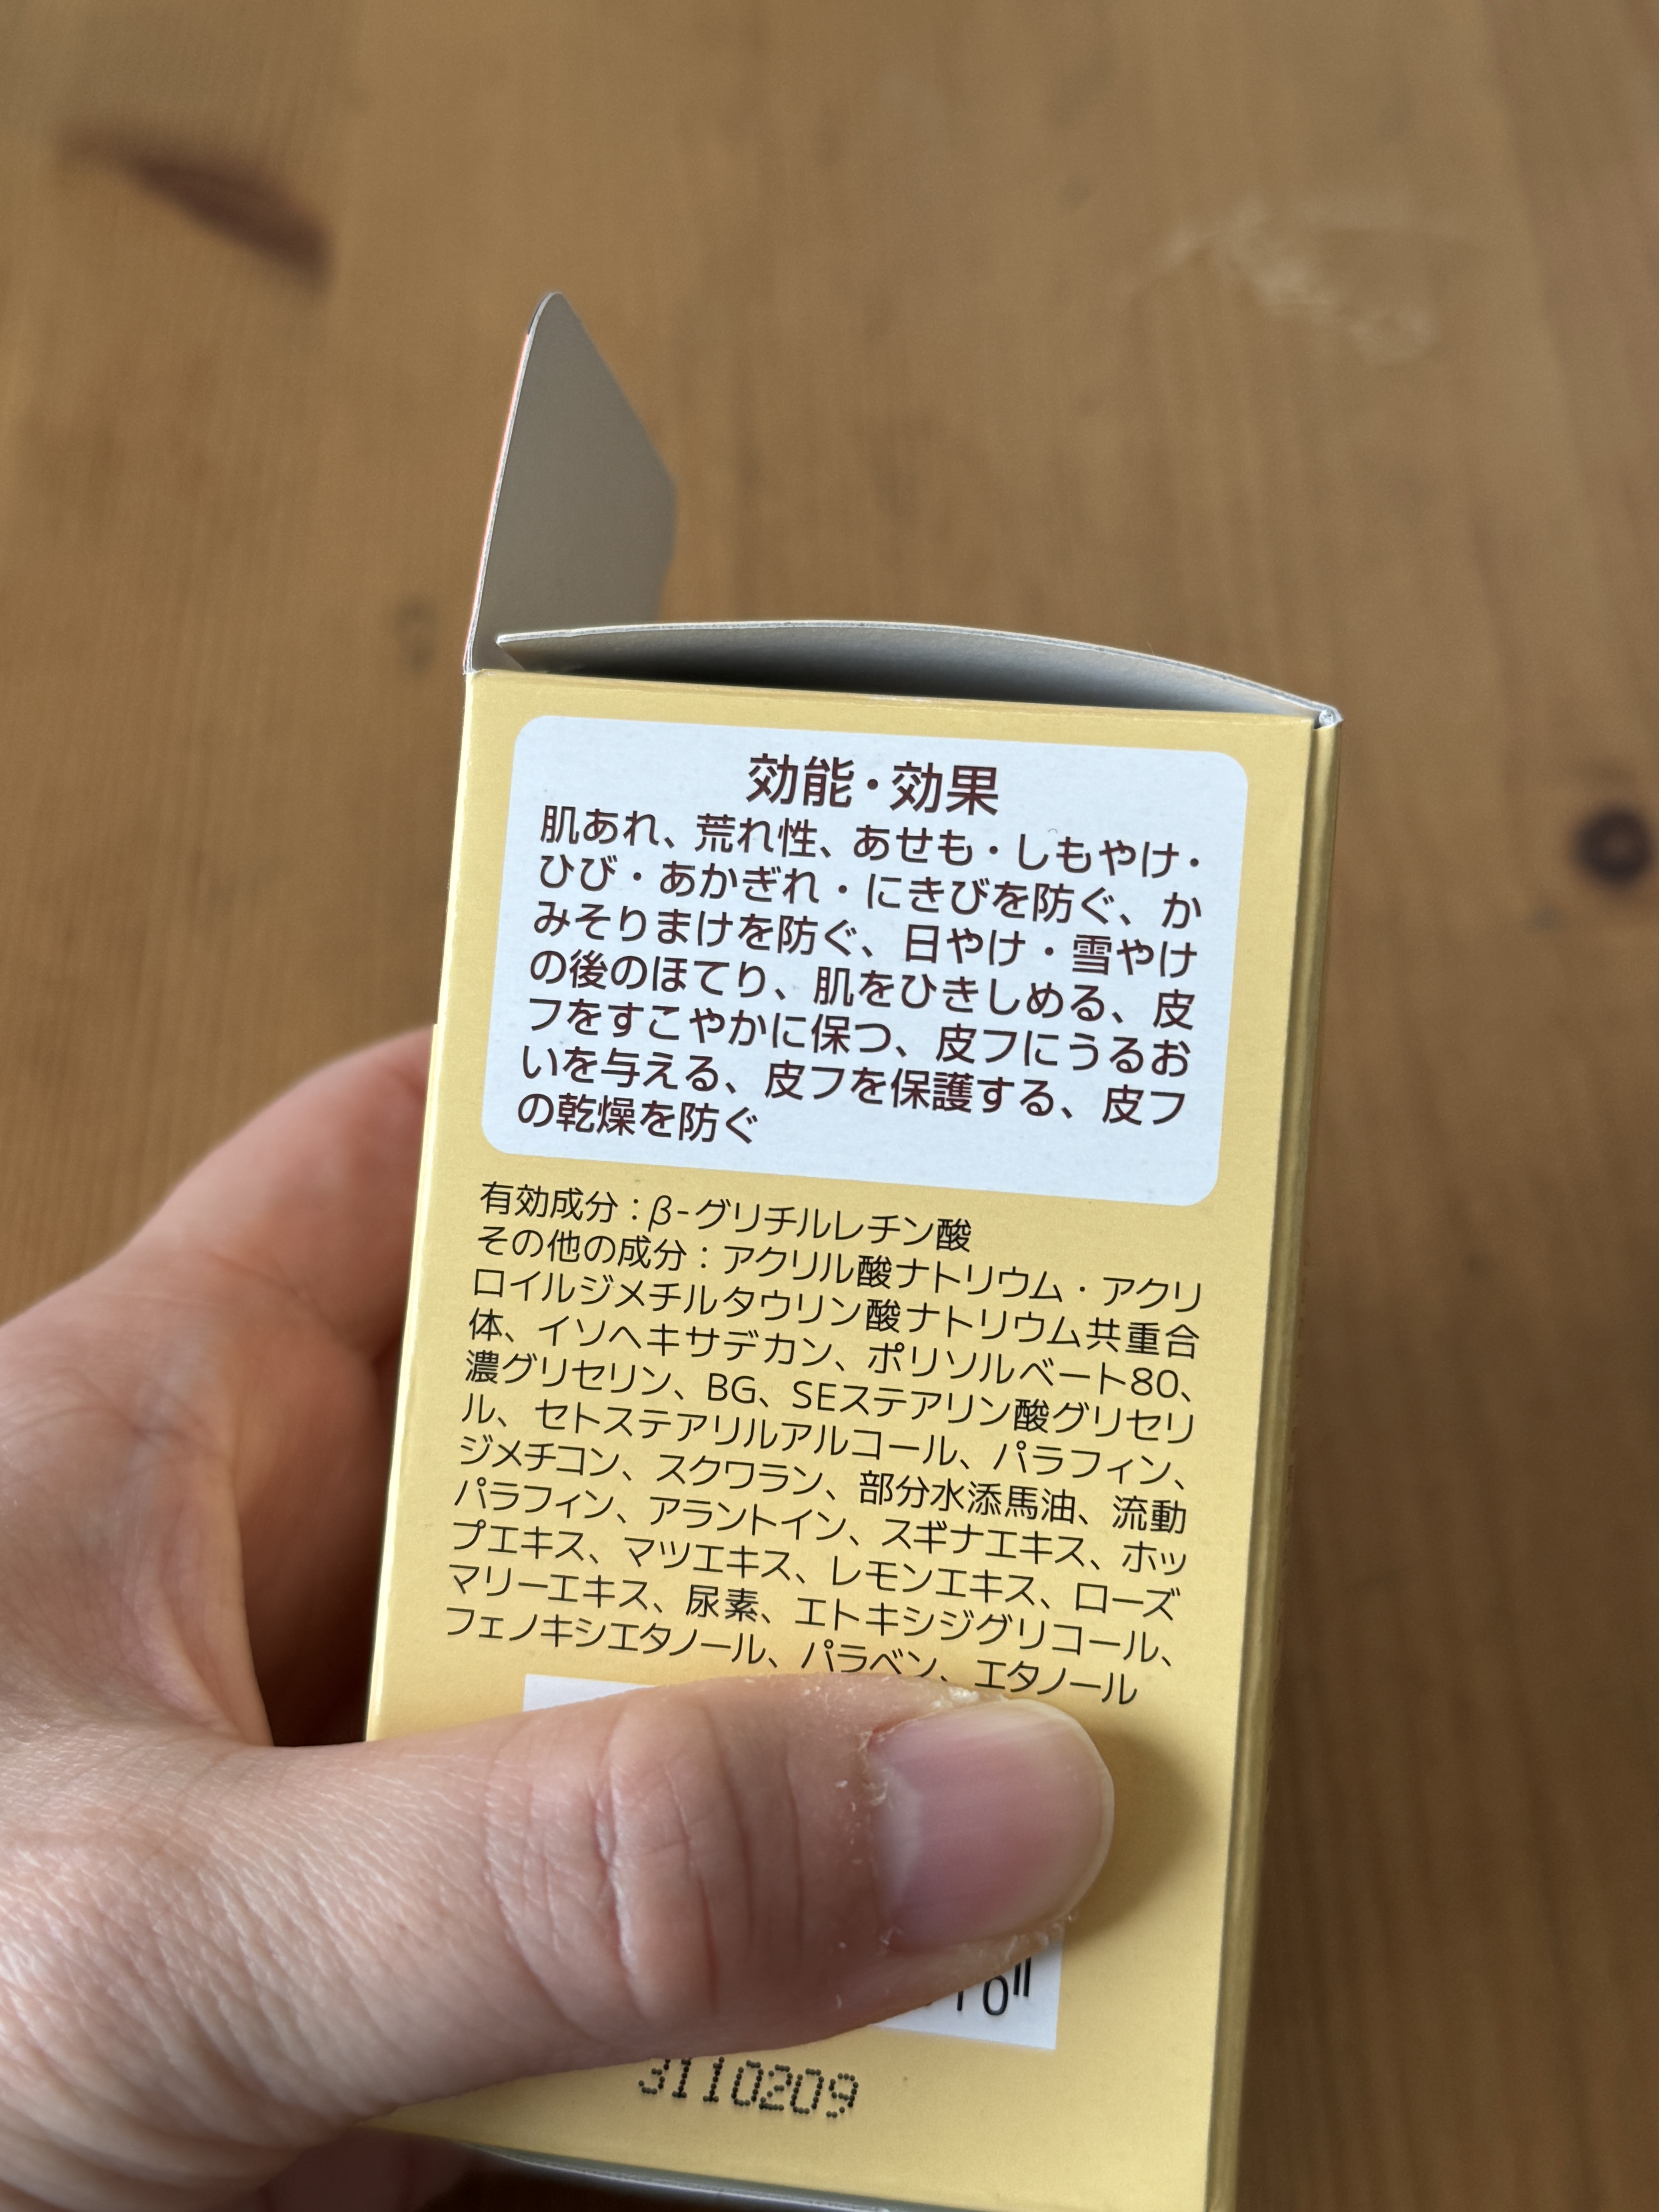 効能・効果
肌あれ、荒れ性、あせも・しもやけ・
ひび・あかぎれ・にきびを防ぐ、か
みそりまけを防ぐ、日やけ・雪やけ
の後のほてり、肌をひきしめる、皮
フをすこやかに保つ、皮フにうるお
いを与える、皮フを保護する、皮フ
の乾燥を防ぐ
有効成分：β-グリチルレチン酸
その他の成分：アクリル酸ナトリウム・アクリ
ロイルジメチルタウリン酸ナトリウム共重合
体、イソヘキサデカン、ポリソルベート80、
濃グリセリン、BG、SEステアリン酸グリセリ
ル、セトステアリルアルコール、パラフィン、
ジメチコン、スクワラン、部分水添馬油、流動
パラフィン、アラントイン、スギナエキス、ホッ
プエキス、マツエキス、レモンエキス、ローズ
マリーエキス、尿素、エトキシジグリコール、
フェノキシエタノール、パラベン、エタノール
3110209